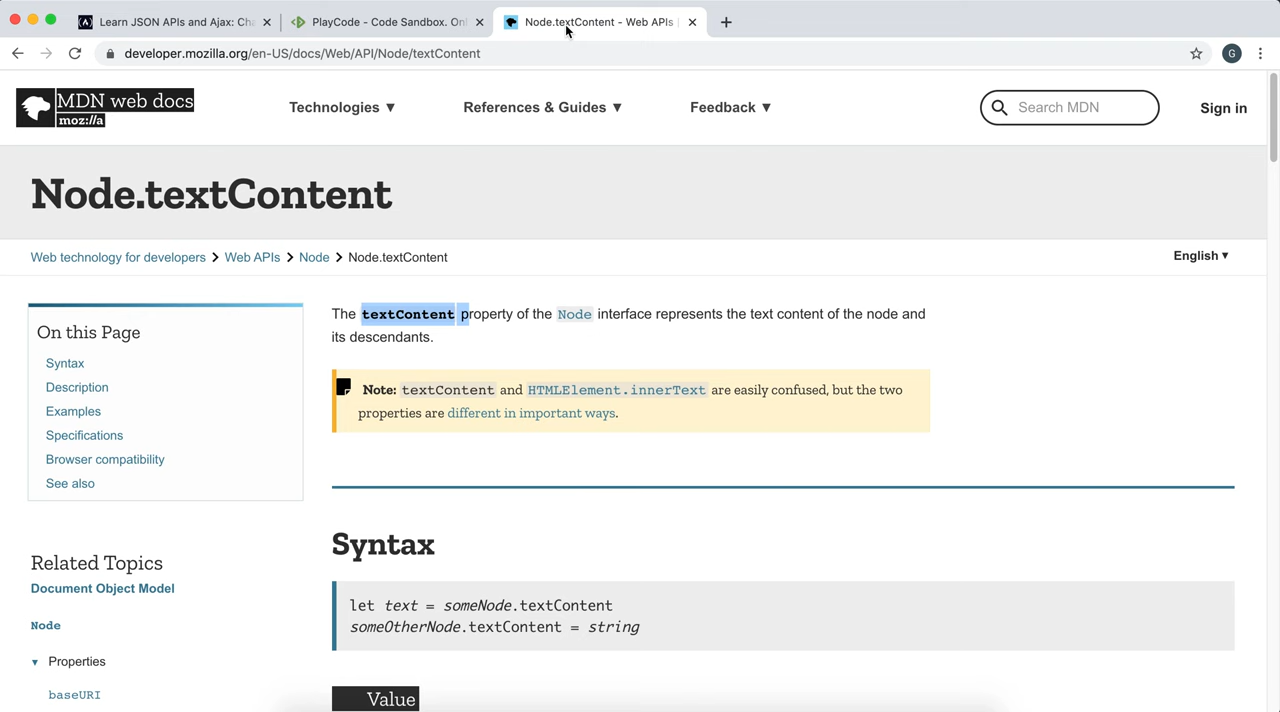 Learn JSON APIs and Ajax: Cha
PlayCode - Code Sandbox. Onl
Node.textContent - Web APIs |
developer.mozilla.org/en-US/docs/Web/API/Node/textContent
G
MDN web docs
moz://a
Technologies ▼
References & Guides ▼
Feedback ▼
Search MDN
Sign in
Node.textContent
Web technology for developers > Web APIs > Node > Node.textContent
English ▼
On this Page
Syntax
Description
Examples
Specifications
Browser compatibility
See also
Related Topics
Document Object Model
Node
▼ Properties
baseURI
The textContent property of the Node interface represents the text content of the node and
its descendants.
Note: textContent and HTMLElement.innerText are easily confused, but the two
properties are different in important ways.
Syntax
let text = someNode.textContent
someOtherNode.textContent = string
Value